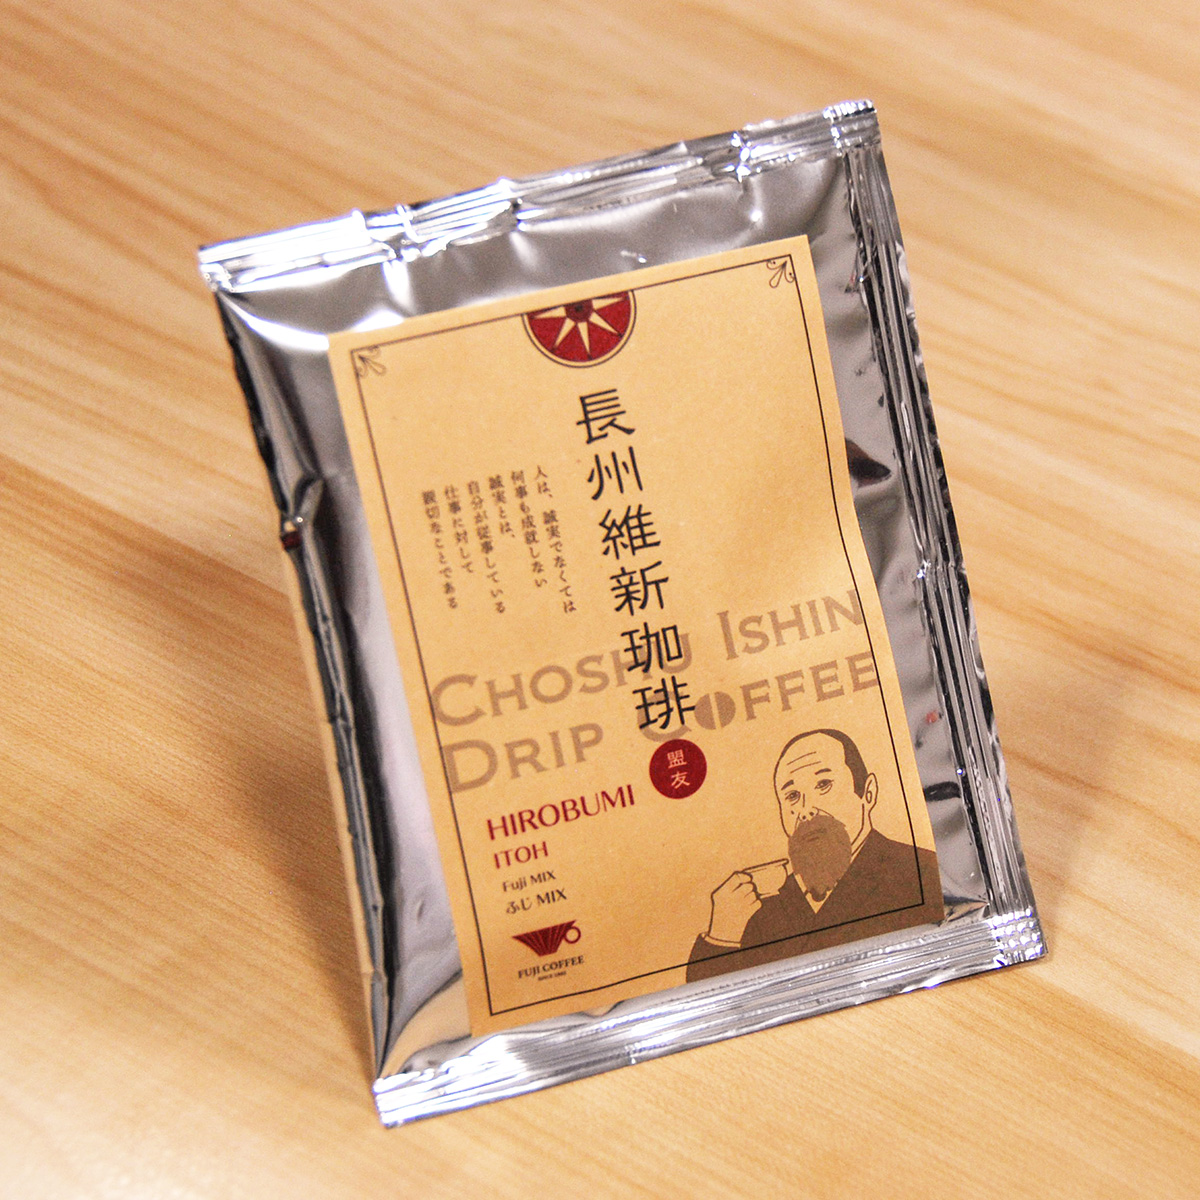 長州維新珈琲
人は、誠実でなくては
何事も成就しない
誠実とは、
自分が従事している
仕事に対して
親切なことである
CHOSHU ISHIN
DRIP COFFEE
盟友
HIROBUMI
ITOH
Fuji MIX
ふじ MIX
FUJI COFFEE